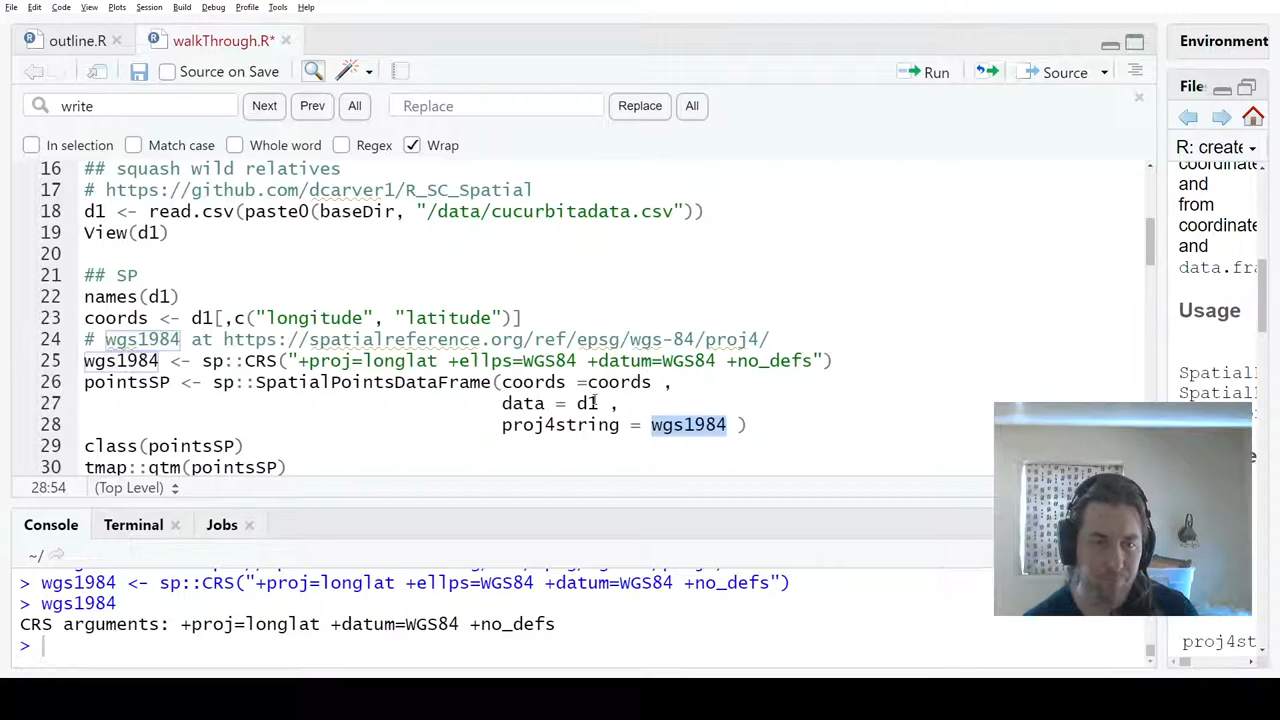 File Edit Code View Plots Session Build Debug Profile Tools Help
outline.R walkThrough.R* Environment
Source on Save Run Source
write Next Prev All Replace Replace All
In selection Match case Whole word Regex Wrap
16 ## squash wild relatives
17 # https://github.com/dcarver1/R_SC_Spatial
18 d1 <- read.csv(paste0(baseDir, "/data/cucurbitadata.csv"))
19 View(d1)
20
21 ## SP
22 names(d1)
23 coords <- d1[,c("longitude", "latitude")]
24 # wgs1984 at https://spatialreference.org/ref/epsg/wgs-84/proj4/
25 wgs1984 <- sp::CRS("+proj=longlat +ellps=WGS84 +datum=WGS84 +no_defs")
26 pointsSP <- sp::SpatialPointsDataFrame(coords =coords ,
27 data = d1 ,
28 proj4string = wgs1984 )
29 class(pointsSP)
30 tmap::qtm(pointsSP)
28:54 (Top Level)
Console Terminal Jobs
~/
> wgs1984 <- sp::CRS("+proj=longlat +ellps=WGS84 +datum=WGS84 +no_defs")
> wgs1984
CRS arguments: +proj=longlat +datum=WGS84 +no_defs
>
Files
R: create
coordinate
and
from
coordinate
and
data.fra
Usage
Spatial
Spatial
proj4st